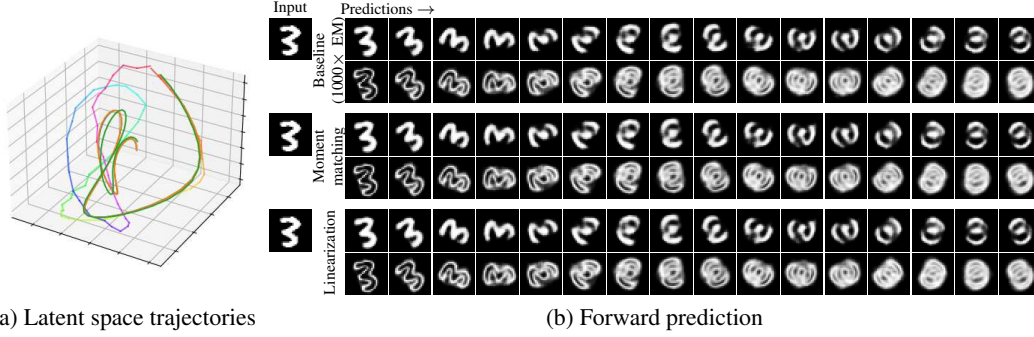 Input
Predictions →
Baseline
(1000× EM)
Moment
matching
Linearization
a) Latent space trajectories
(b) Forward prediction